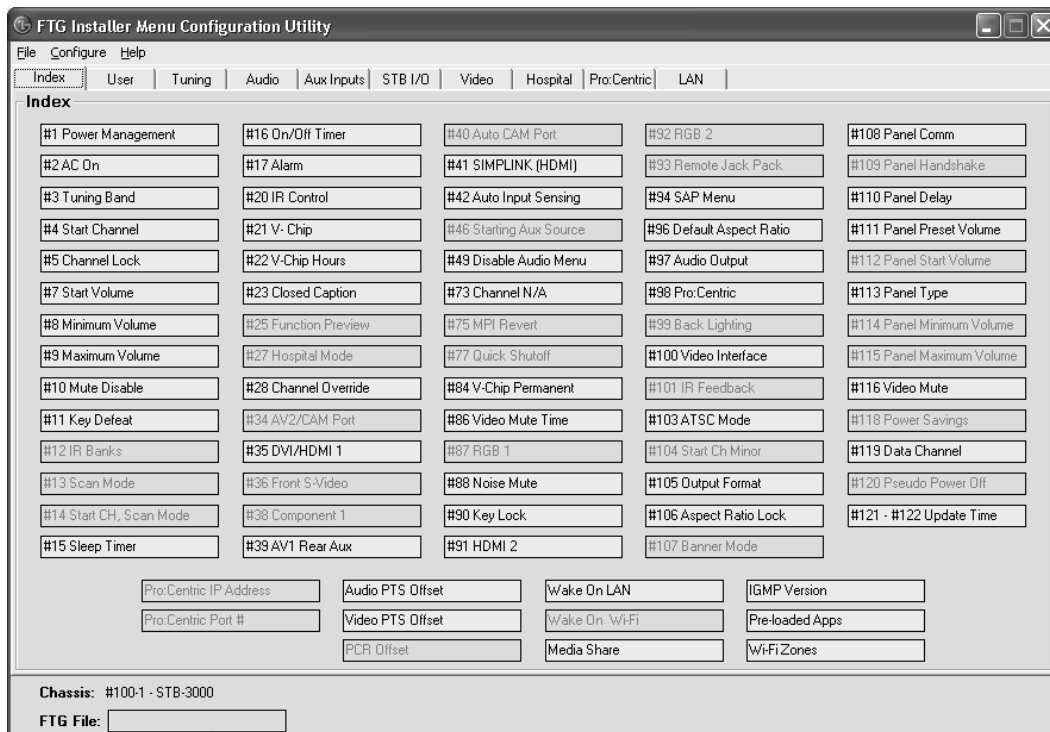 FTG Installer Menu Configuration Utility
File Configure Help
Index User Tuning Audio Aux Inputs STB I/O Video Hospital Pro:Centric LAN
Index
#1 Power Management #16 On/Off Timer #40 Auto CAM Port #92 RGB 2 #108 Panel Comm
#2 AC On #17 Alarm #41 SIMPLINK (HDMI) #93 Remote Jack Pack #109 Panel Handshake
#3 Tuning Band #20 IR Control #42 Auto Input Sensing #94 SAP Menu #110 Panel Delay
#4 Start Channel #21 V- Chip #46 Starting Aux Source #96 Default Aspect Ratio #111 Panel Preset Volume
#5 Channel Lock #22 V-Chip Hours #49 Disable Audio Menu #97 Audio Output #112 Panel Start Volume
#7 Start Volume #23 Closed Caption #73 Channel N/A #98 Pro:Centric #113 Panel Type
#8 Minimum Volume #25 Function Preview #75 MPI Revert #99 Back Lighting #114 Panel Minimum Volume
#9 Maximum Volume #27 Hospital Mode #77 Quick Shutoff #100 Video Interface #115 Panel Maximum Volume
#10 Mute Disable #28 Channel Override #84 V-Chip Permanent #101 IR Feedback #116 Video Mute
#11 Key Defeat #34 AV2/CAM Port #86 Video Mute Time #103 ATSC Mode #118 Power Savings
#12 IR Banks #35 DVI/HDMI 1 #87 RGB 1 #104 Start Ch Minor #119 Data Channel
#13 Scan Mode #36 Front S-Video #88 Noise Mute #105 Output Format #120 Pseudo Power Off
#14 Start CH, Scan Mode #38 Component 1 #90 Key Lock #106 Aspect Ratio Lock #121 - #122 Update Time
#15 Sleep Timer #39 AV1 Rear Aux #91 HDMI 2 #107 Banner Mode
Pro:Centric IP Address Audio PTS Offset Wake On LAN IGMP Version
Pro:Centric Port # Video PTS Offset Wake On Wi-Fi Pre-loaded Apps
PCR Offset Media Share Wi-Fi Zones
Chassis: #100-1 - STB-3000
FTG File: